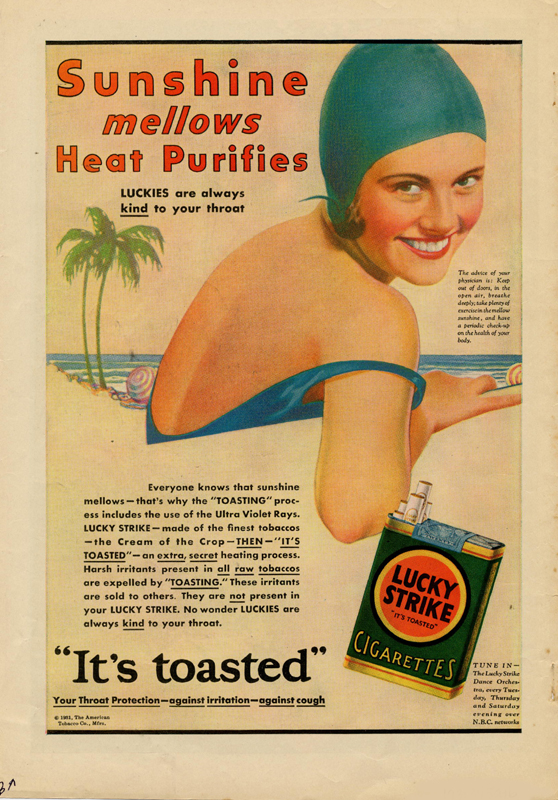 Sunshine
mellows
Heat Purifies
LUCKIES are always
kind to your throat
The advice of your
physician is: Keep
out of doors, in the
open air, breathe
deeply; take plenty of
exercise in the mellow
sunshine, and have
a periodic check-up
on the health of your
body.
Everyone knows that sunshine
mellows—that's why the "TOASTING" proc-
ess includes the use of the Ultra Violet Rays.
LUCKY STRIKE—made of the finest tobaccos
—the Cream of the Crop—THEN—"IT'S
TOASTED"—an extra, secret heating process.
Harsh irritants present in all raw tobaccos
are expelled by "TOASTING." These irritants
are sold to others. They are not present in
your LUCKY STRIKE. No wonder LUCKIES are
always kind to your throat.
LUCKY
STRIKE
"IT'S TOASTED"
CIGARETTES
"It's toasted"
Your Throat Protection—against irritation—against cough
© 1931, The American
Tobacco Co., Mfrs.
TUNE IN—
The Lucky Strike
Dance Orches-
tra, every Tues-
day, Thursday
and Saturday
evening over
N.B.C. networks